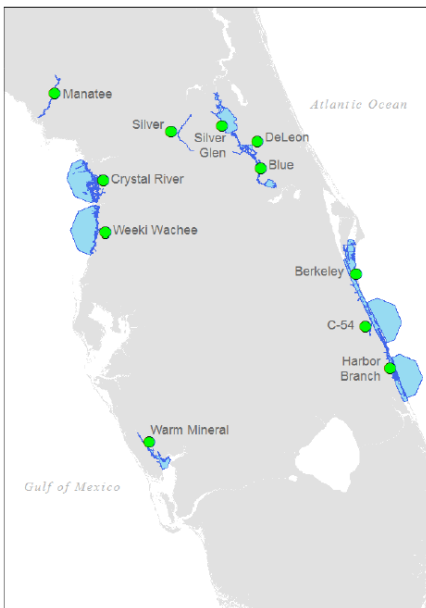 Manatee
Atlantic Ocean
Silver
Silver
Glen
DeLeon
Blue
Crystal River
Weeki Wachee
Berkeley
C-54
Harbor
Branch
Warm Mineral
Gulf of Mexico